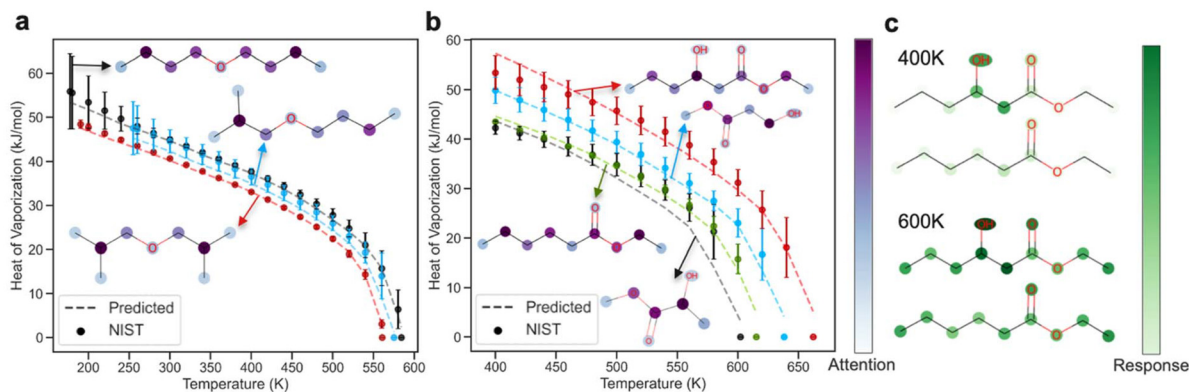 a
b
c
Heat of Vaporization (kJ/mol)
60
50
40
30
20
10
0
200 250 300 350 400 450 500 550 600
Temperature (K)
Predicted
NIST
O
O
O
Heat of Vaporization (kJ/mol)
60
50
40
30
20
10
0
400 450 500 550 600 650
Temperature (K)
Predicted
NIST
OH
O
O
OH
O
O
O
OH
O
Attention
400K
OH
O
O
O
O
600K
OH
O
O
O
O
Response